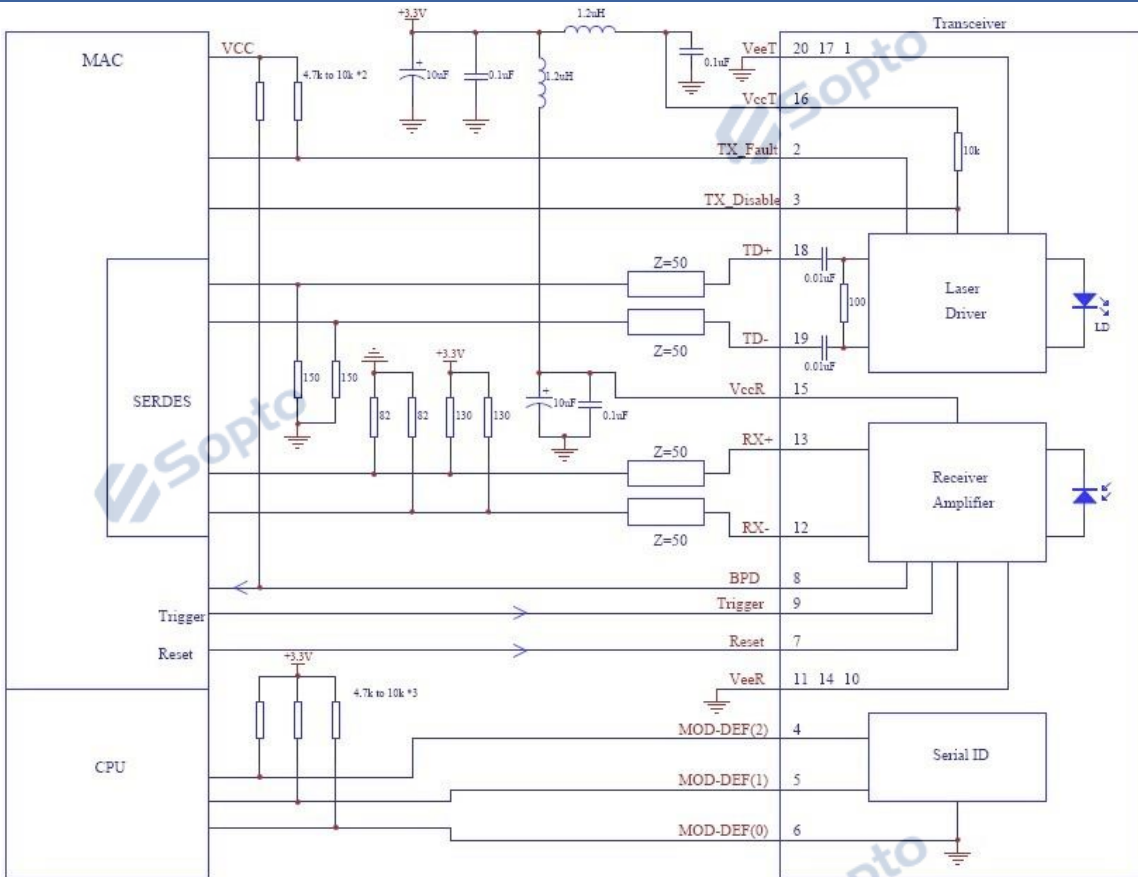 +3.3V
1.2uH
Transceiver
MAC
VCC
4.7k to 10k *2
10uF
0.1uF
1.2uH
0.1uF
VeeT 20 17 1
VccT 16
Sopto
TX_Fault 2
10k
TX_Disable 3
Z=50
TD+ 18
0.01uF
100
Laser
Driver
LD
Z=50
TD- 19
0.01uF
SERDES
150
150
+3.3V
82
82
130
130
10uF
0.1uF
VccR 15
Sopto
Z=50
RX+ 13
Receiver
Amplifier
Z=50
RX- 12
BPD 8
Trigger
Trigger 9
Reset
Reset 7
+3.3V
4.7k to 10k *3
VeeR 11 14 10
CPU
MOD-DEF(2) 4
Serial ID
MOD-DEF(1) 5
MOD-DEF(0) 6
pto